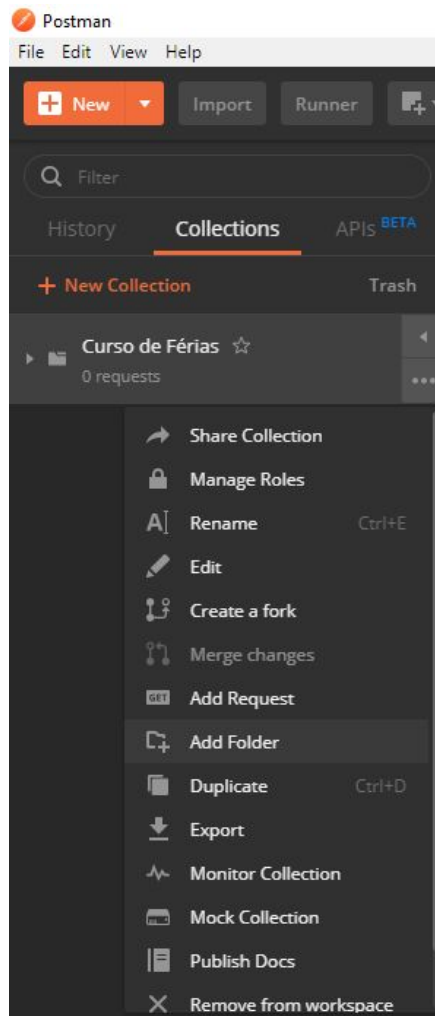 Postman
File Edit View Help
New Import Runner
Filter
History Collections APIs BETA
+ New Collection Trash
Curso de Férias
0 requests
Share Collection
Manage Roles
Rename Ctrl+E
Edit
Create a fork
Merge changes
GET Add Request
Add Folder
Duplicate Ctrl+D
Export
Monitor Collection
Mock Collection
Publish Docs
Remove from workspace